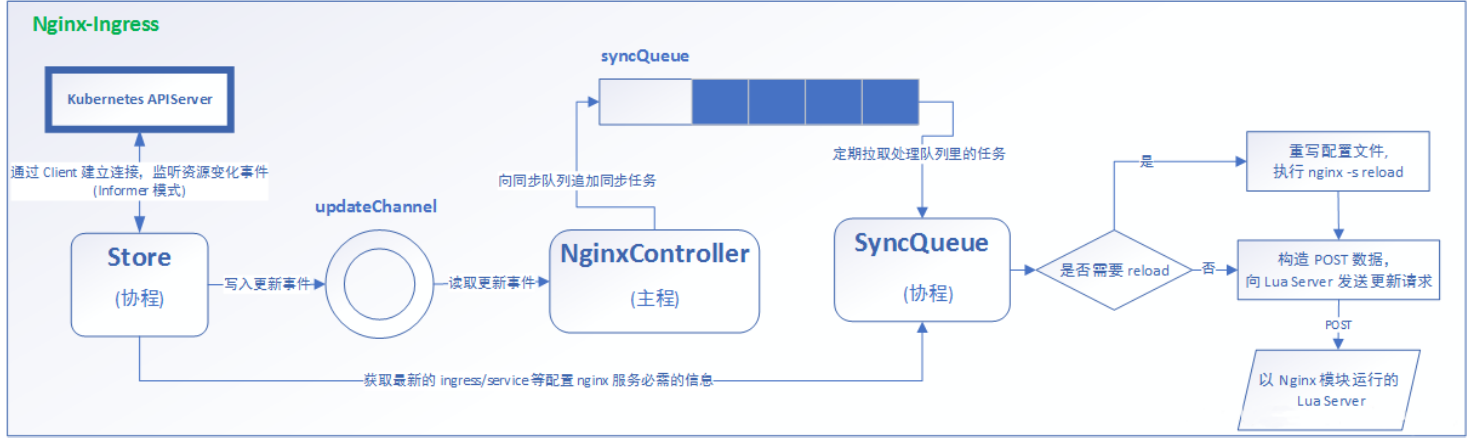 Nginx-Ingress
Kubernetes APIServer
通过 Client 建立连接，监听资源变化事件
(Informer 模式)
Store
(协程)
写入更新事件
updateChannel
读取更新事件
NginxController
(主程)
向同步队列追加同步任务
syncQueue
定期拉取处理队列里的任务
SyncQueue
(协程)
获取最新的 ingress/service 等配置 nginx 服务必需的信息
是否需要 reload
是
重写配置文件,
执行 nginx -s reload
否
构造 POST 数据，
向 Lua Server 发送更新请求
POST
以 Nginx 模块运行的
Lua Server